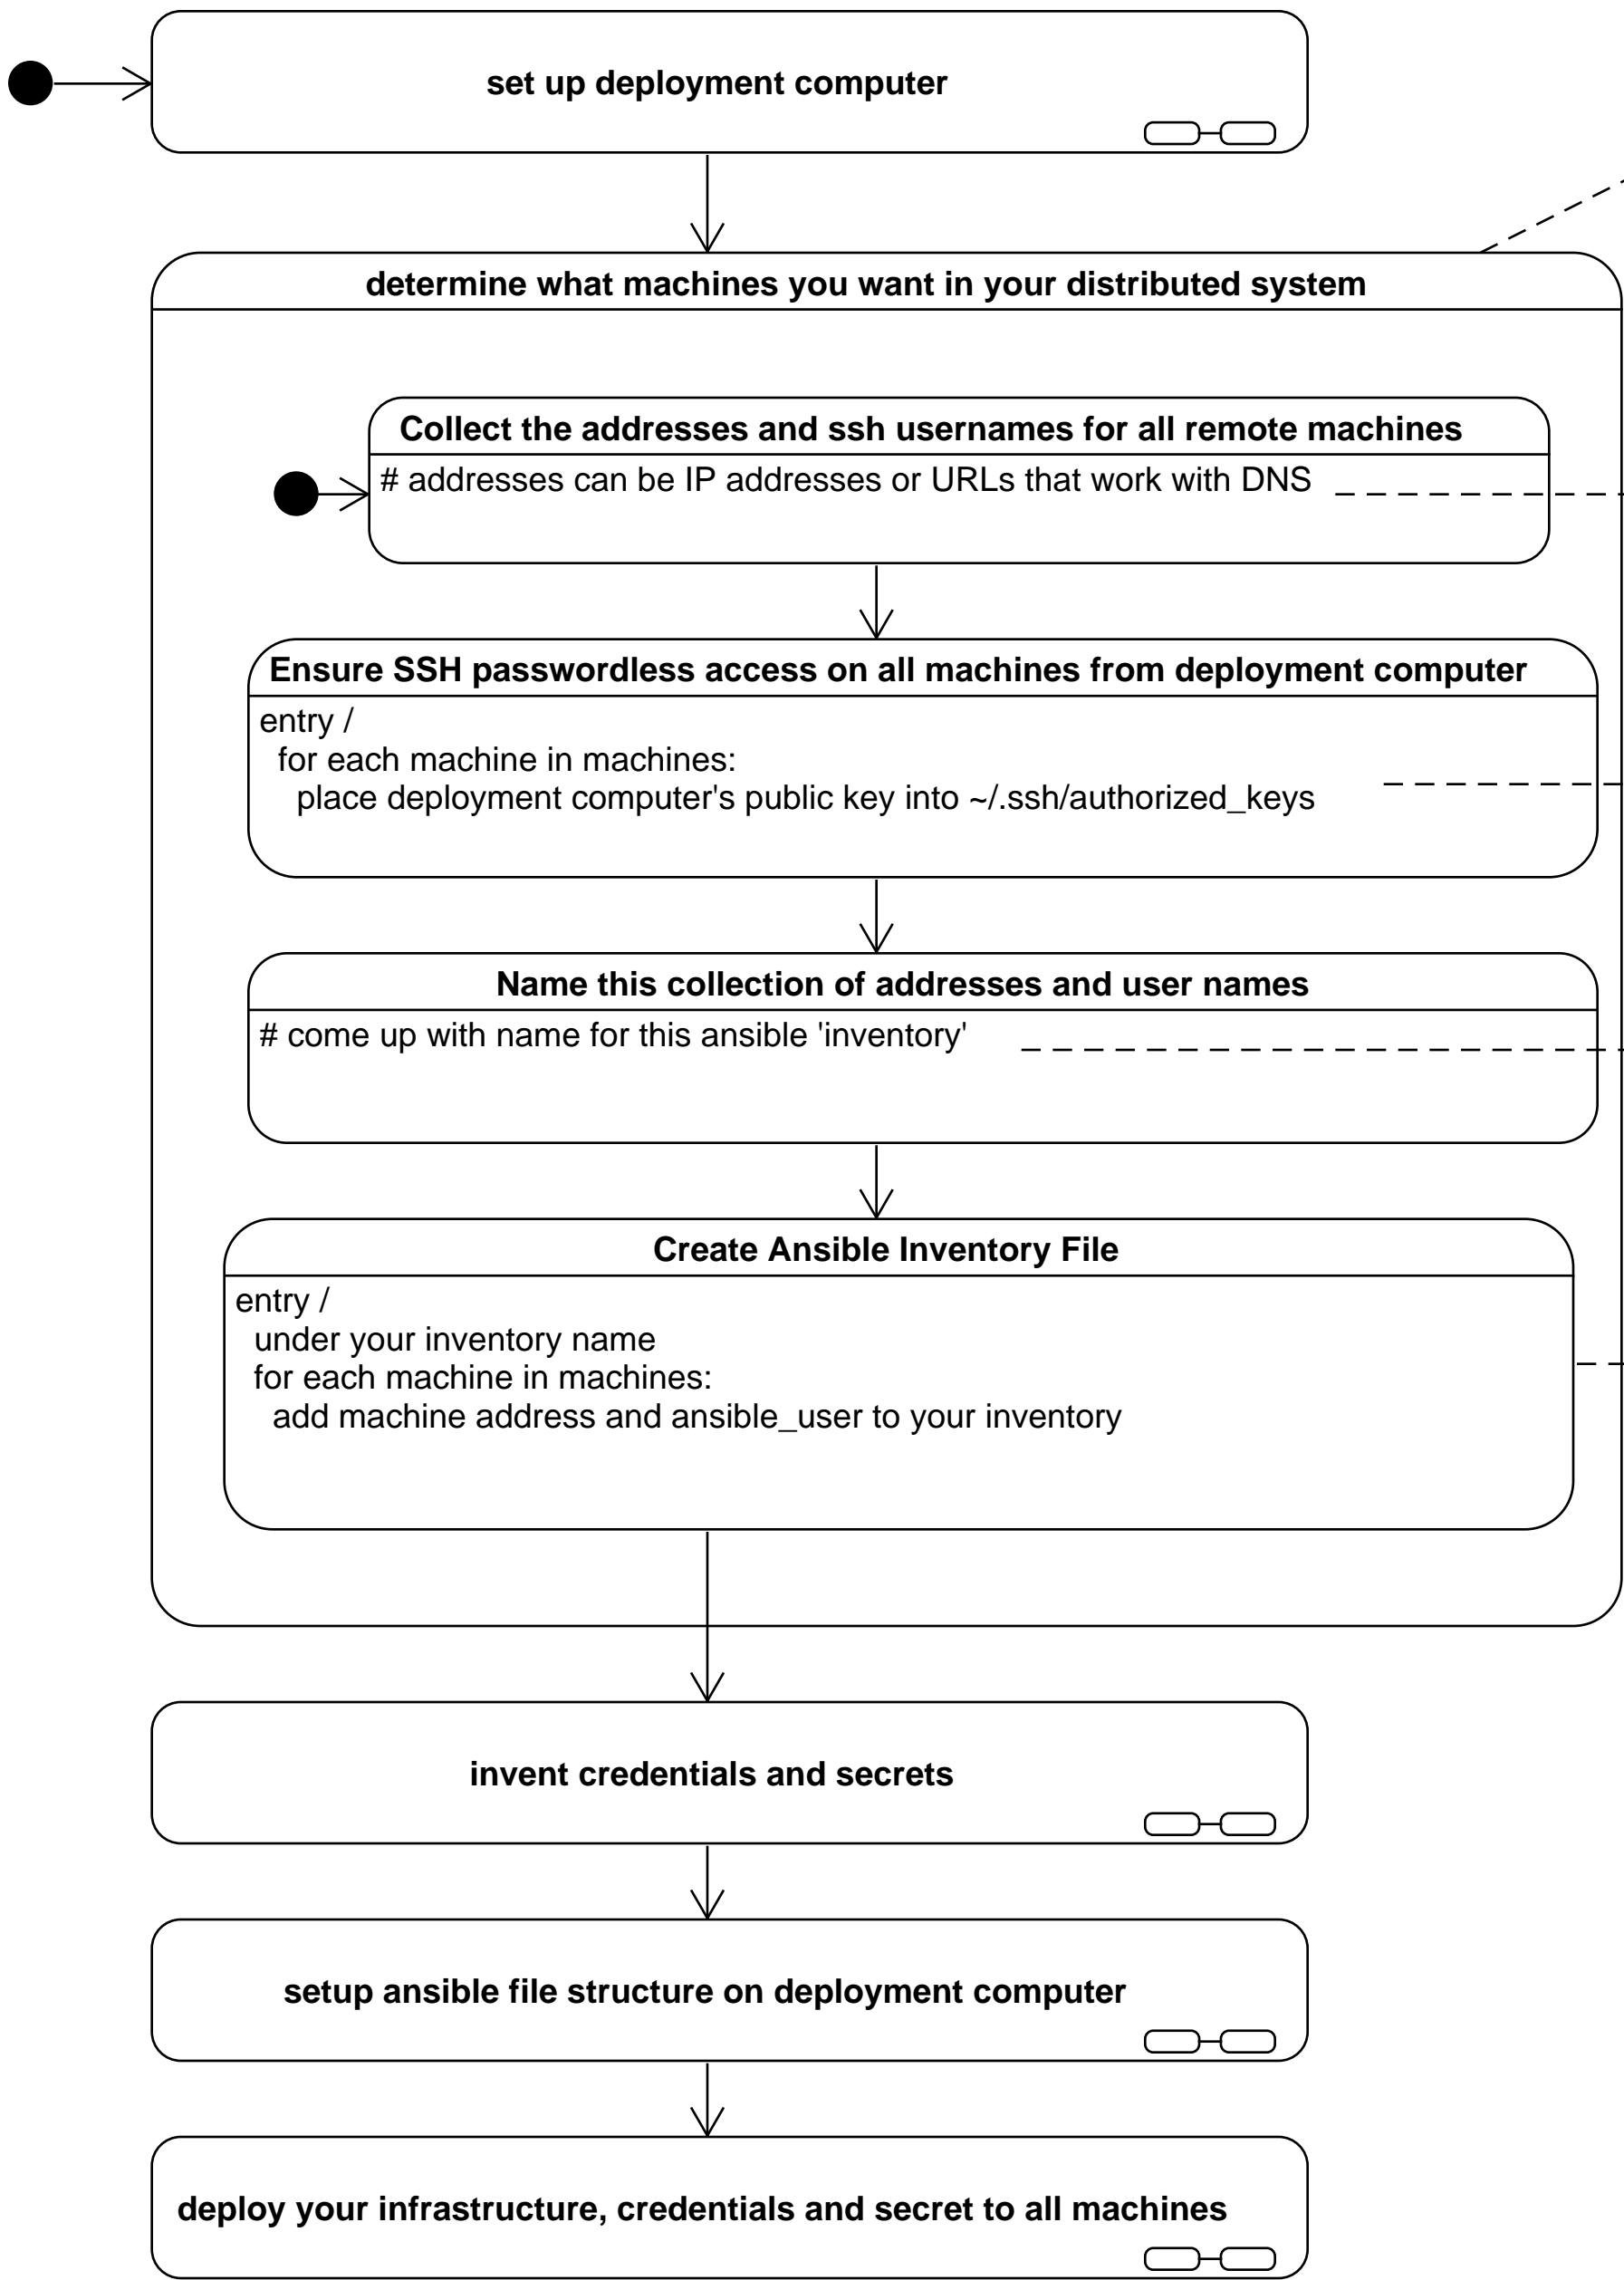 set up deployment computer
determine what machines you want in your distributed system
Collect the addresses and ssh usernames for all remote machines
# addresses can be IP addresses or URLs that work with DNS
Ensure SSH passwordless access on all machines from deployment computer
entry /
for each machine in machines:
place deployment computer's public key into ~/.ssh/authorized_keys
Name this collection of addresses and user names
# come up with name for this ansible 'inventory'
Create Ansible Inventory File
entry /
under your inventory name
for each machine in machines:
add machine address and ansible_user to your inventory
invent credentials and secrets
setup ansible file structure on deployment computer
deploy your infrastructure, credentials and secret to all machines